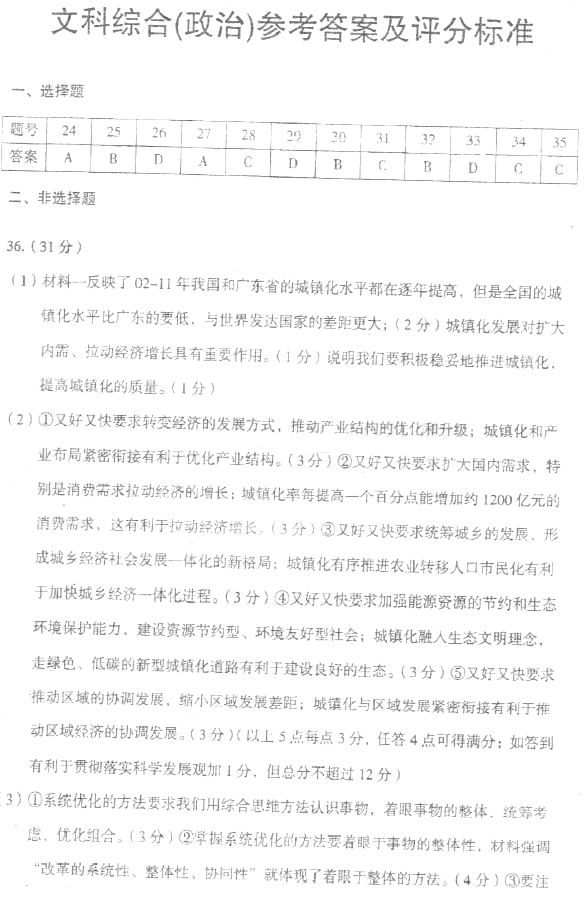 文科综合(政治)参考答案及评分标准
一、选择题
题号 24 25 26 27 28 29 30 31 32 33 34 35
答案 A B D A C D B C B D C C
二、非选择题
36.(31分)
(1)材料一反映了02-11年我国和广东省的城镇化水平都在逐年提高，但是全国的城
镇化水平比广东的要低，与世界发达国家的差距更大;(2分)城镇化发展对扩大
内需、拉动经济增长具有重要作用。(1分)说明我们要积极稳妥地推进城镇化，
提高城镇化的质量。(1分)
(2)①又好又快要求转变经济的发展方式，推动产业结构的优化和升级；城镇化和产
业布局紧密衔接有利于优化产业结构。(3分)②又好又快要求扩大国内需求，特
别是消费需求拉动经济的增长；城镇化率每提高一个百分点能增加约1200亿元的
消费需求，这有利于拉动经济增长。(3分)③又好又快要求统筹城乡的发展，形
成城乡经济社会发展一体化的新格局；城镇化有序推进农业转移人口市民化有利
于加快城乡经济一体化进程。(3分)④又好又快要求加强能源资源的节约和生态
环境保护能力，建设资源节约型、环境友好型社会；城镇化融入生态文明理念，
走绿色、低碳的新型城镇化道路有利于建设良好的生态。(3分)⑤又好又快要求
推动区域的协调发展，缩小区域发展差距；城镇化与区域发展紧密衔接有利于推
动区域经济的协调发展。(3分)(以上5点每点3分，任答4点可得满分；如答到
有利于贯彻落实科学发展观加1分，但总分不超过12分)
3)①系统优化的方法要求我们用综合思维方法认识事物，着眼事物的整体，统筹考
虑、优化组合。(3分)②掌握系统优化的方法要着眼于事物的整体性，材料强调
“改革的系统性、整体性、协同性”就体现了着眼于整体的方法。(4分)③要注